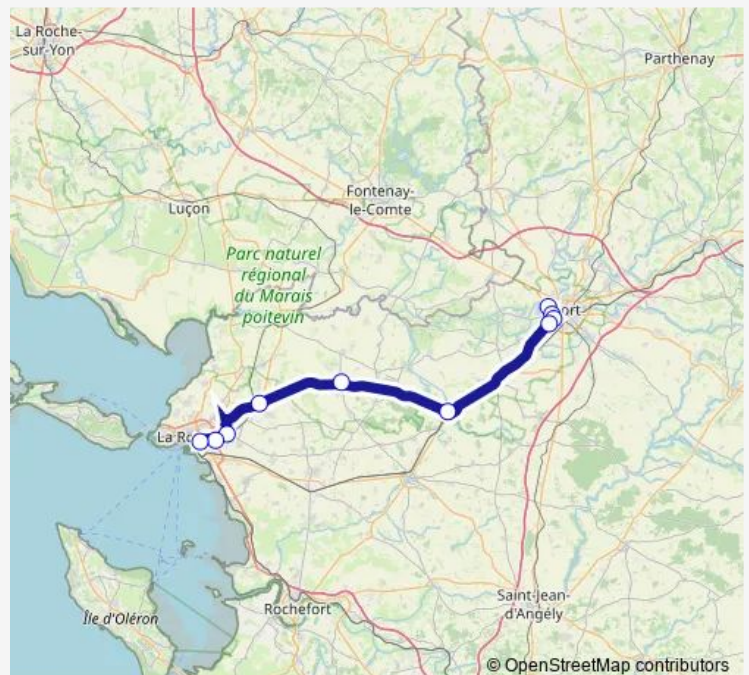 La Roche-
sur-Yon
Parthenay
Fontenay-
le-Comte
Luçon
Parc naturel
régional
du Marais
poitevin
ort
La Ro
Rochefort
Saint-Jean-
d'Angély
Île d'Oléron
© OpenStreetMap contributors